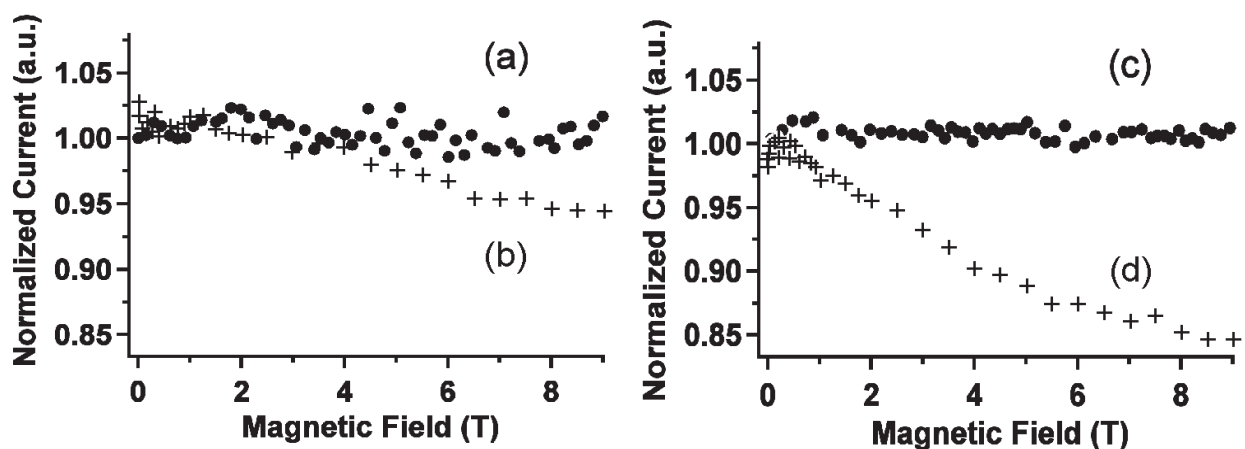 Normalized Current (a.u.)
1.05
1.00
0.95
0.90
0.85
(a)
(b)
0 2 4 6 8
Magnetic Field (T)
Normalized Current (a.u.)
1.05
1.00
0.95
0.90
0.85
(c)
(d)
0 2 4 6 8
Magnetic Field (T)